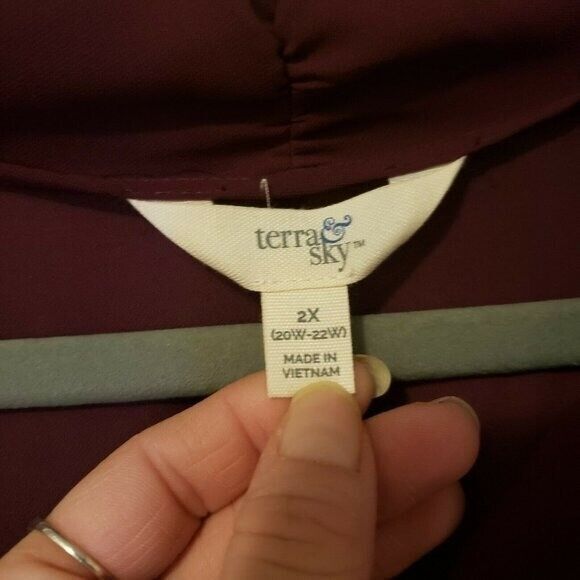 terra &
sky™
2X
(20W-22W)
MADE IN
VIETNAM